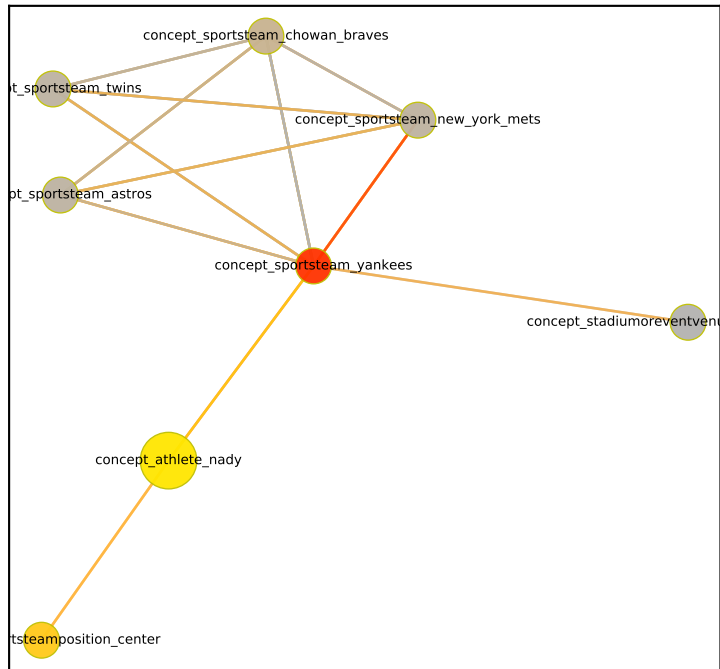 concept_sportsteam_chowan_braves
pt_sportsteam_twins
concept_sportsteam_new_york_mets
pt_sportsteam_astros
concept_sportsteam_yankees
concept_stadiumoreventvenu
concept_athlete_nady
rtsteamposition_center